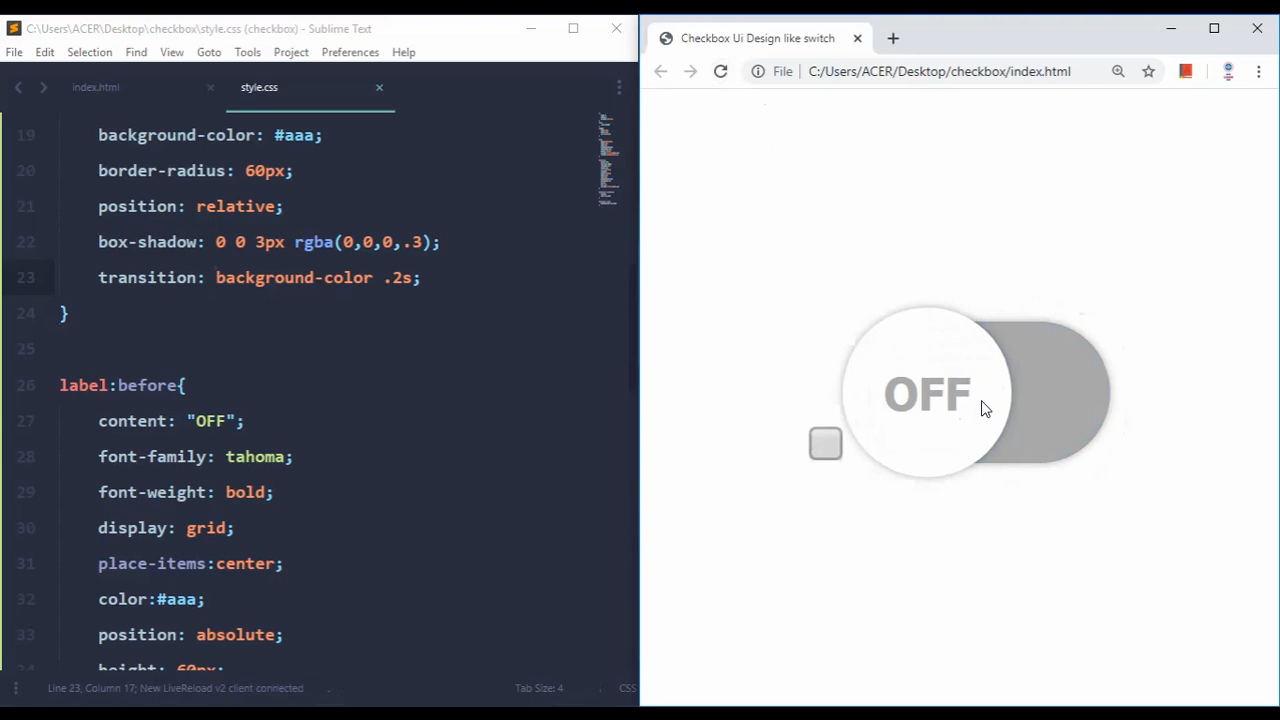 C:\Users\ACER\Desktop\checkbox\style.css (checkbox) - Sublime Text
File Edit Selection Find View Goto Tools Project Preferences Help
index.html style.css
19 background-color: #aaa;
20 border-radius: 60px;
21 position: relative;
22 box-shadow: 0 0 3px rgba(0,0,0,.3);
23 transition: background-color .2s;
24 }
25
26 label:before{
27 content: "OFF";
28 font-family: tahoma;
29 font-weight: bold;
30 display: grid;
31 place-items:center;
32 color:#aaa;
33 position: absolute;
34 height: 60px;
Line 23, Column 17; New LiveReload v2 client connected Tab Size: 4 CSS
Checkbox Ui Design like switch
File C:/Users/ACER/Desktop/checkbox/index.html
OFF